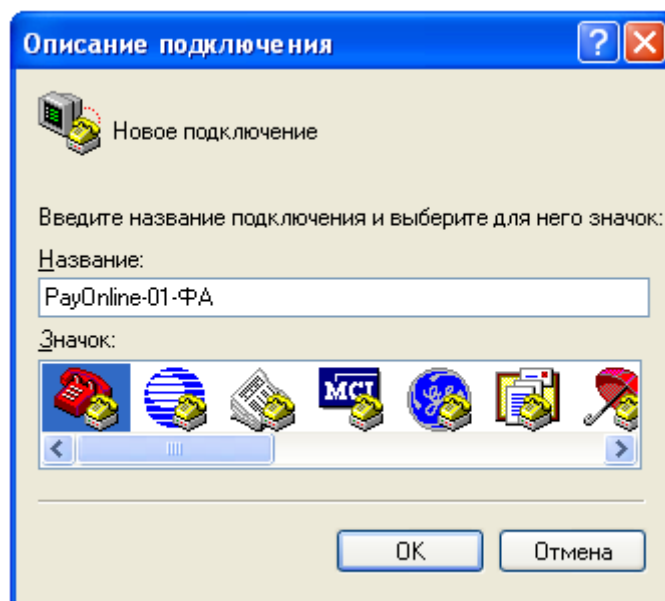 Описание подключения
Новое подключение
Введите название подключения и выберите для него значок:
Название:
PayOnline-01-ФА
Значок:
MCI
OK
Отмена